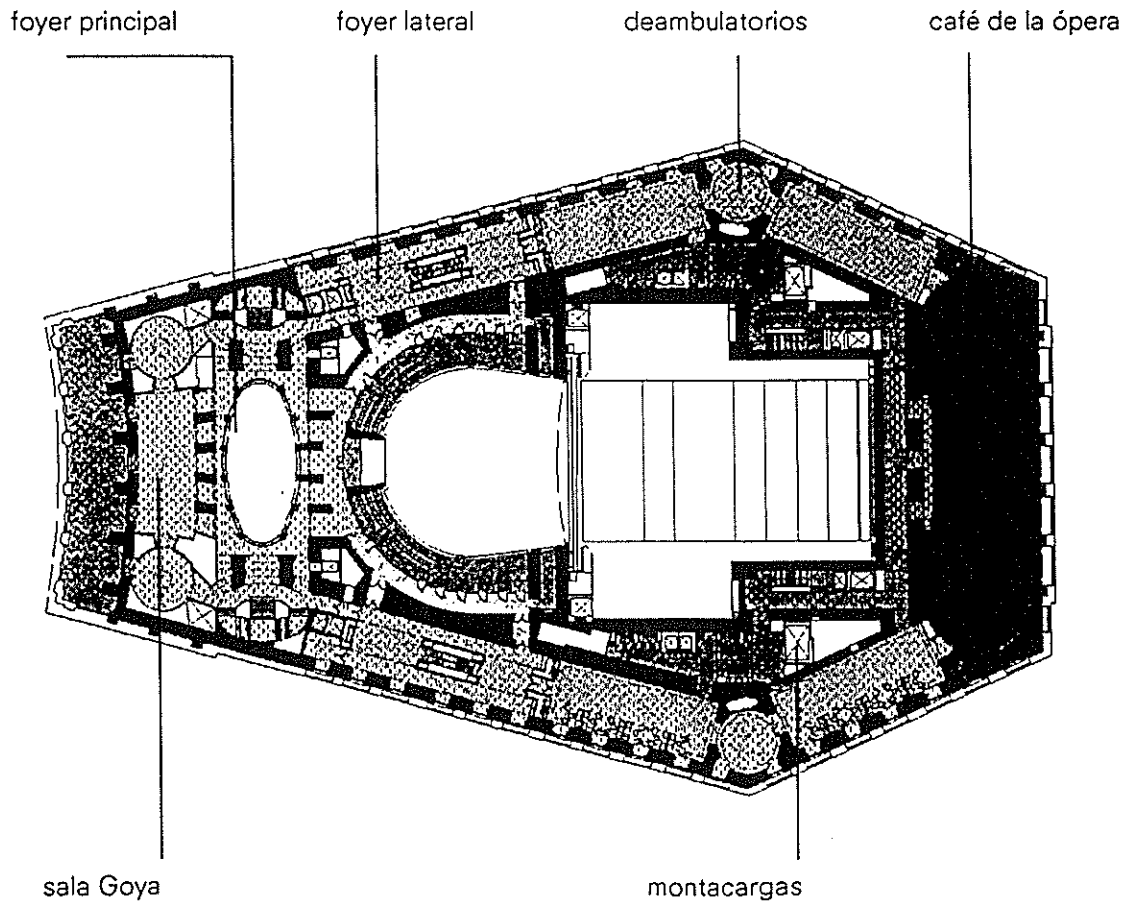 foyer principal
foyer lateral
deambulatorios
café de la ópera
sala Goya
montacargas